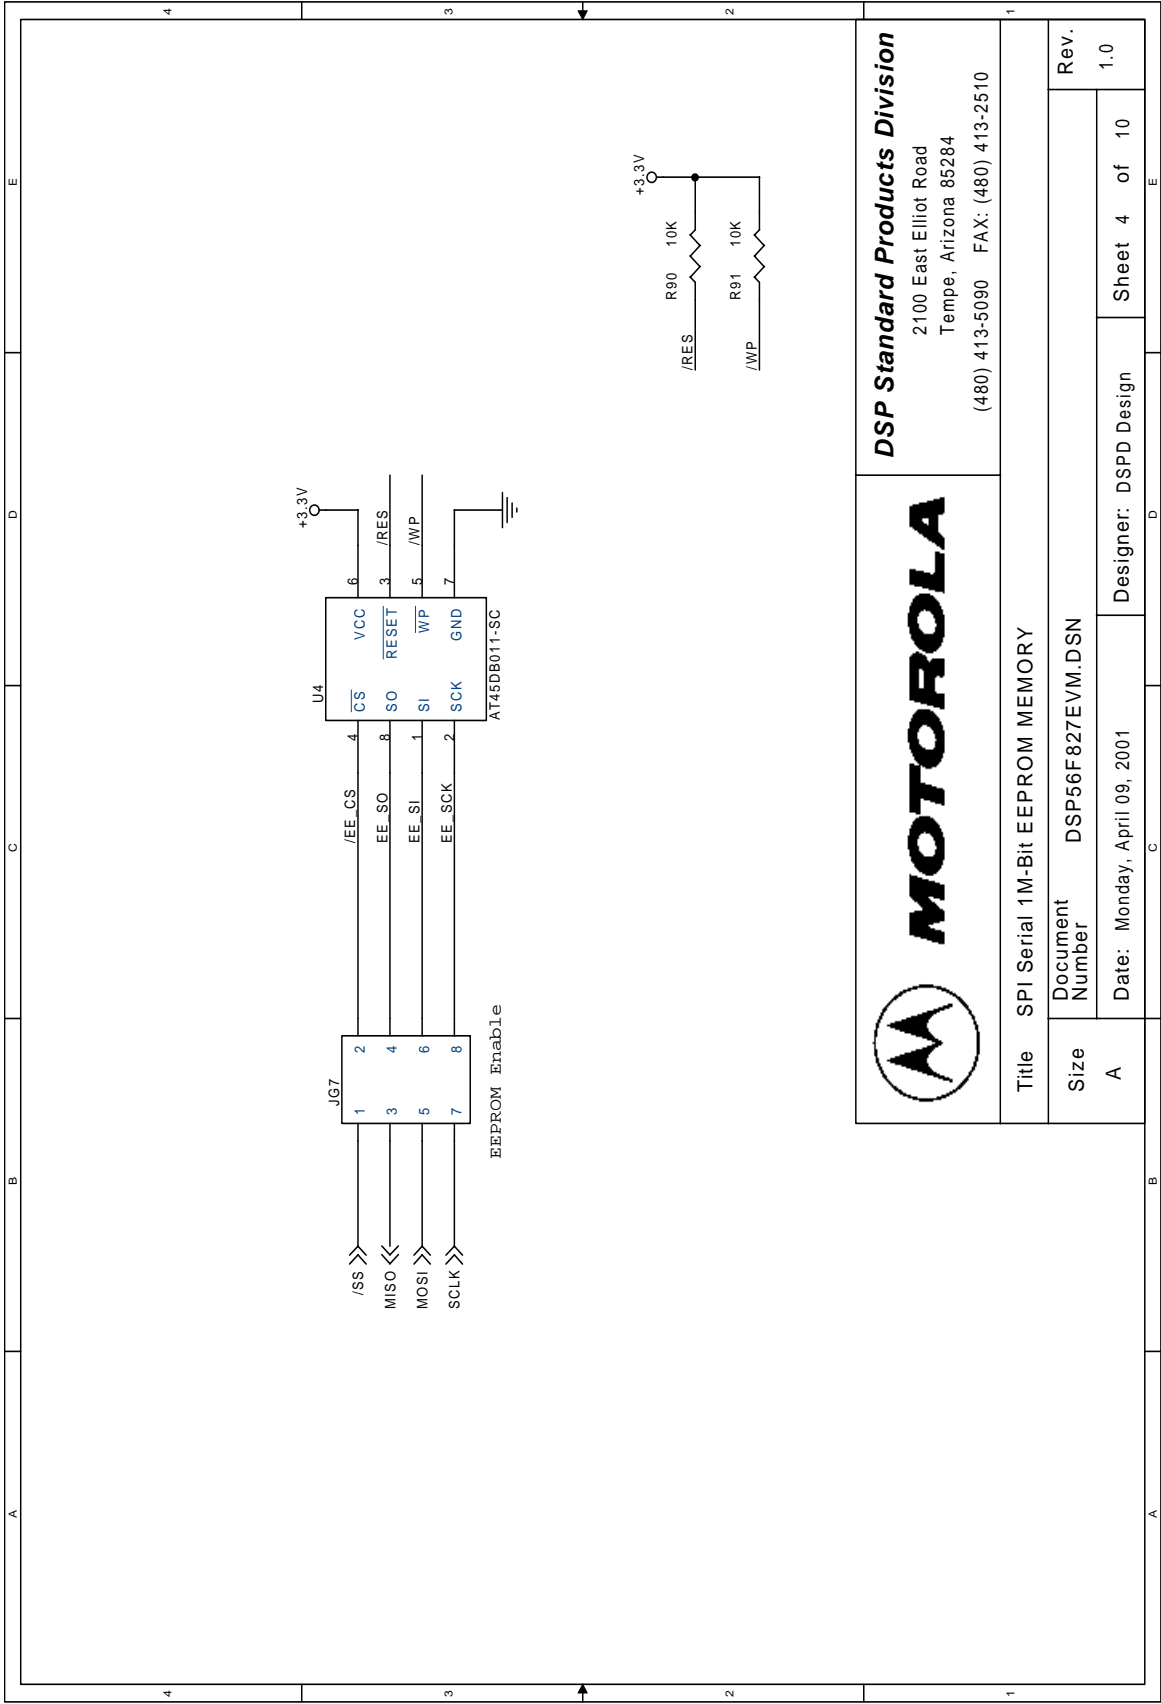 A
B
C
D
E
4
3
2
1
+3.3V
JG7
U4
/SS
1
2
/EE_CS
4
CS
VCC
6
MISO
3
4
EE_SO
8
SO
RESET
3
/RES
MOSI
5
6
EE_SI
1
SI
WP
5
/WP
SCLK
7
8
EE_SCK
2
SCK
GND
7
EEPROM Enable
AT45DB011-SC
+3.3V
R90
10K
/RES
R91
10K
/WP
MOTOROLA
DSP Standard Products Division
2100 East Elliot Road
Tempe, Arizona 85284
(480) 413-5090 FAX: (480) 413-2510
Title SPI Serial 1M-Bit EEPROM MEMORY
Size
A
Document
Number
DSP56F827EVM.DSN
Rev.
1.0
Date: Monday, April 09, 2001
Designer: DSPD Design
Sheet 4 of 10
4
3
2
1
A
B
C
D
E